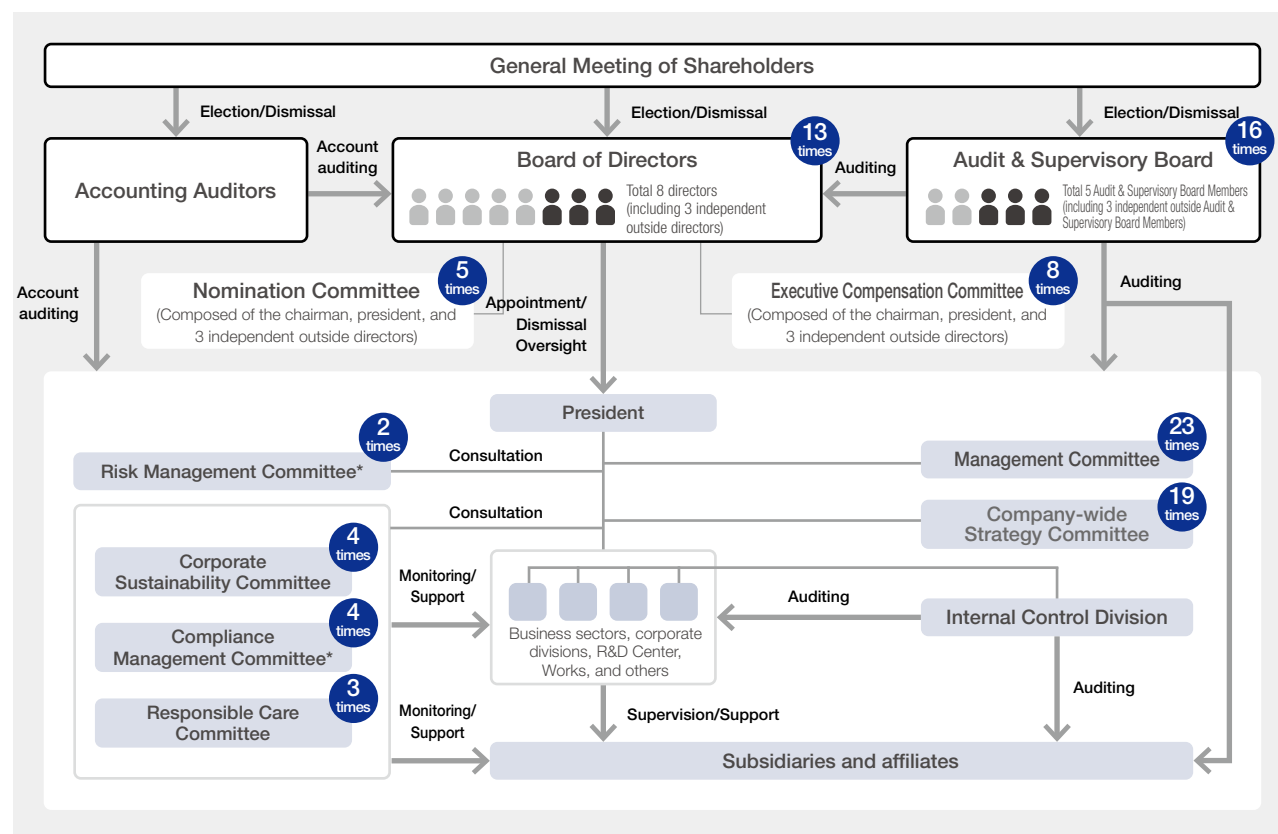 General Meeting of Shareholders
Election/Dismissal
Election/Dismissal
Election/Dismissal
Accounting Auditors
Account
auditing
13
times
Board of Directors
Total 8 directors
(including 3 independent
outside directors)
Auditing
16
times
Audit & Supervisory Board
Total 5 Audit & Supervisory Board Members
(including 3 independent outside Audit &
Supervisory Board Members)
Account
auditing
5
times
Nomination Committee
(Composed of the chairman, president, and
3 independent outside directors)
Appointment/
Dismissal
Oversight
8
times
Executive Compensation Committee
(Composed of the chairman, president, and
3 independent outside directors)
Auditing
President
2
times
Risk Management Committee*
Consultation
23
times
Management Committee
Consultation
19
times
Company-wide
Strategy Committee
4
times
Corporate
Sustainability Committee
Monitoring/
Support
4
times
Compliance
Management Committee*
Business sectors, corporate
divisions, R&D Center,
Works, and others
Auditing
Internal Control Division
3
times
Responsible Care
Committee
Monitoring/
Support
Supervision/Support
Auditing
Subsidiaries and affiliates